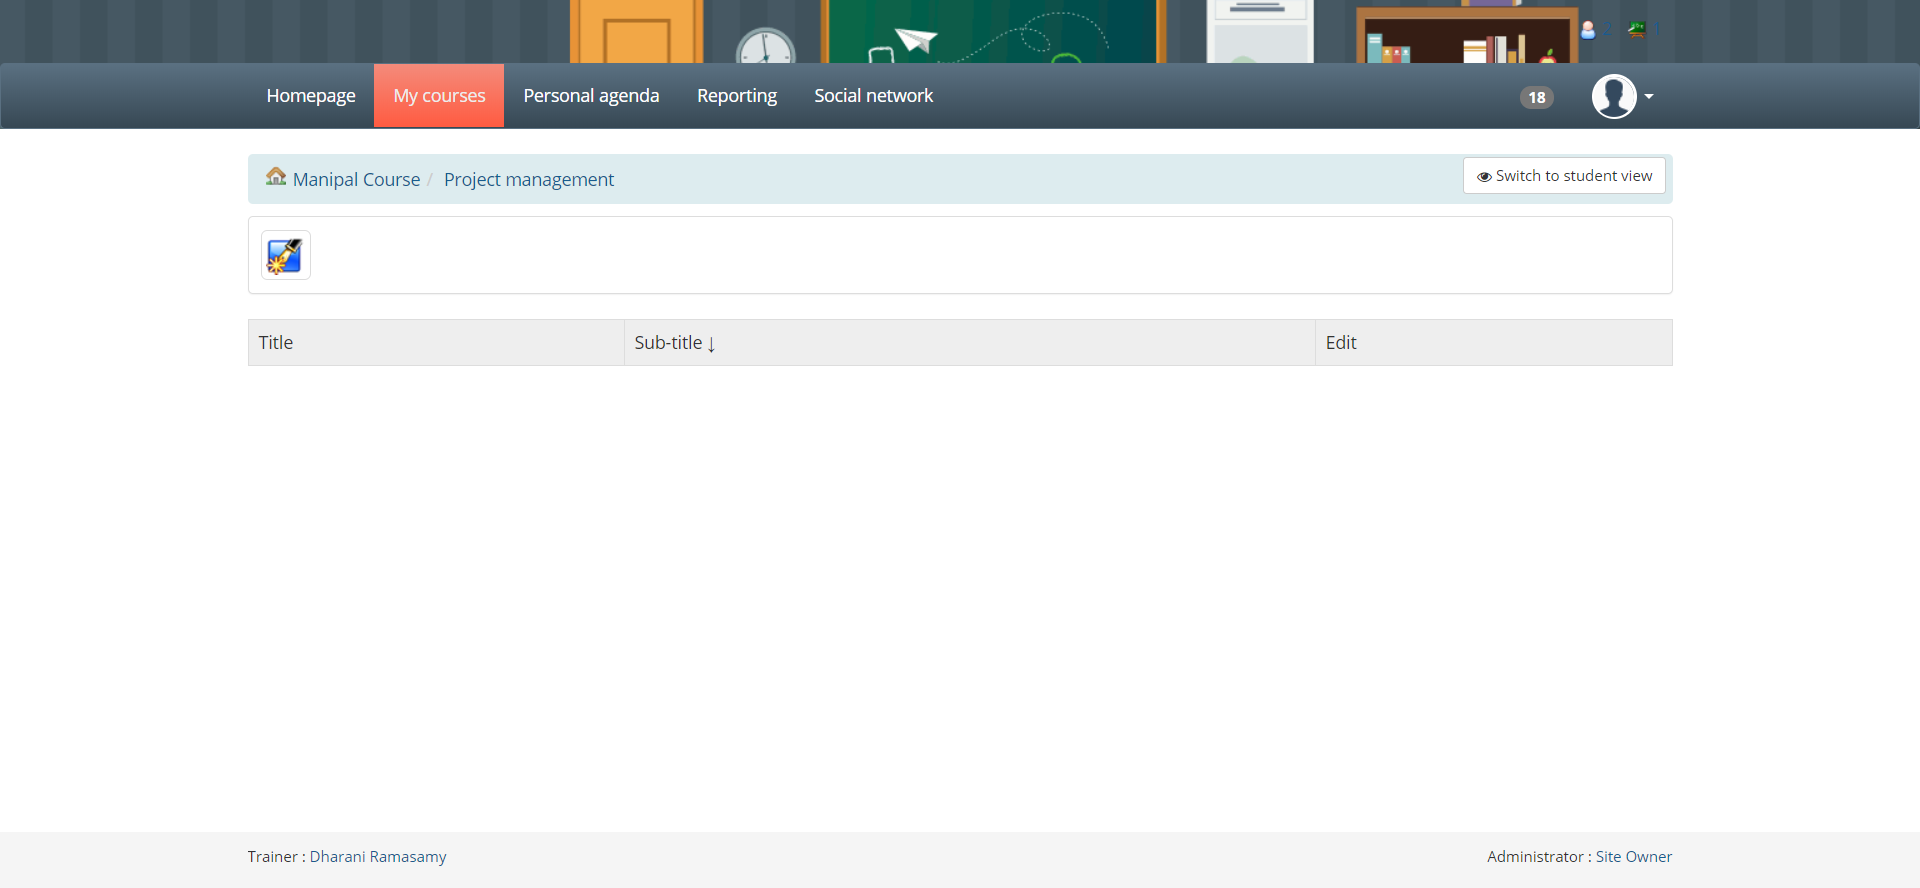 2 1
Homepage My courses Personal agenda Reporting Social network 18
Manipal Course / Project management Switch to student view
Title Sub-title ↓ Edit
Trainer : Dharani Ramasamy Administrator : Site Owner